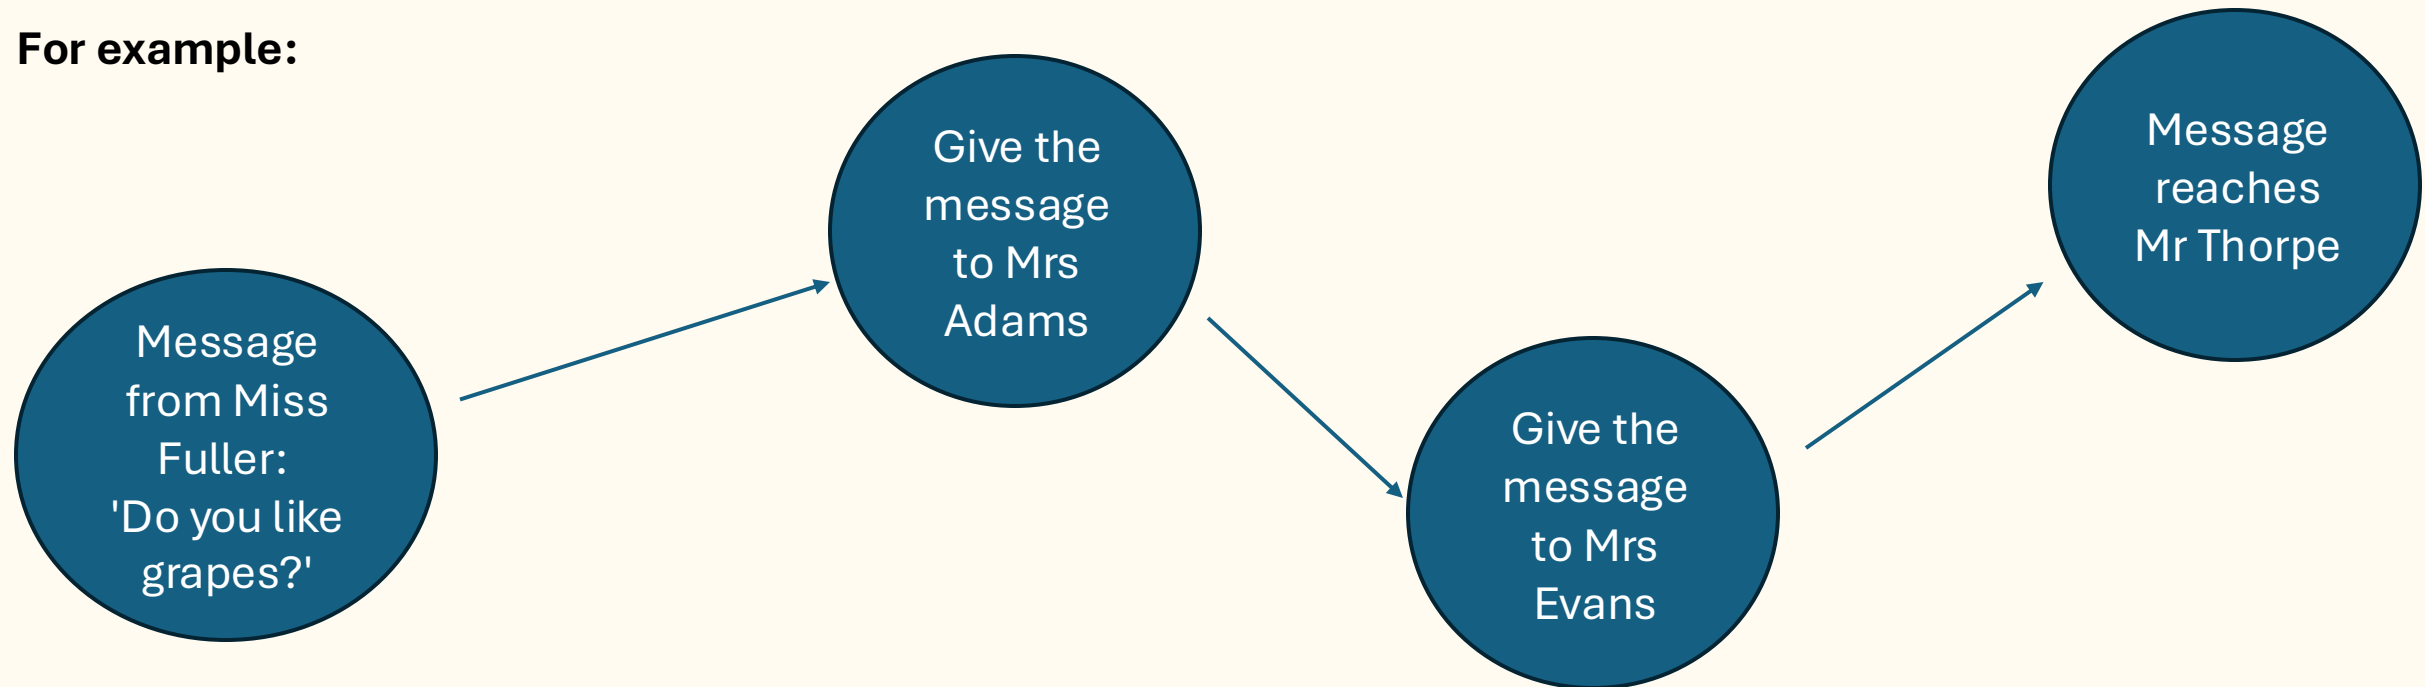 For example:
Message
from Miss
Fuller:
'Do you like
grapes?'
Give the
message
to Mrs
Adams
Give the
message
to Mrs
Evans
Message
reaches
Mr Thorpe